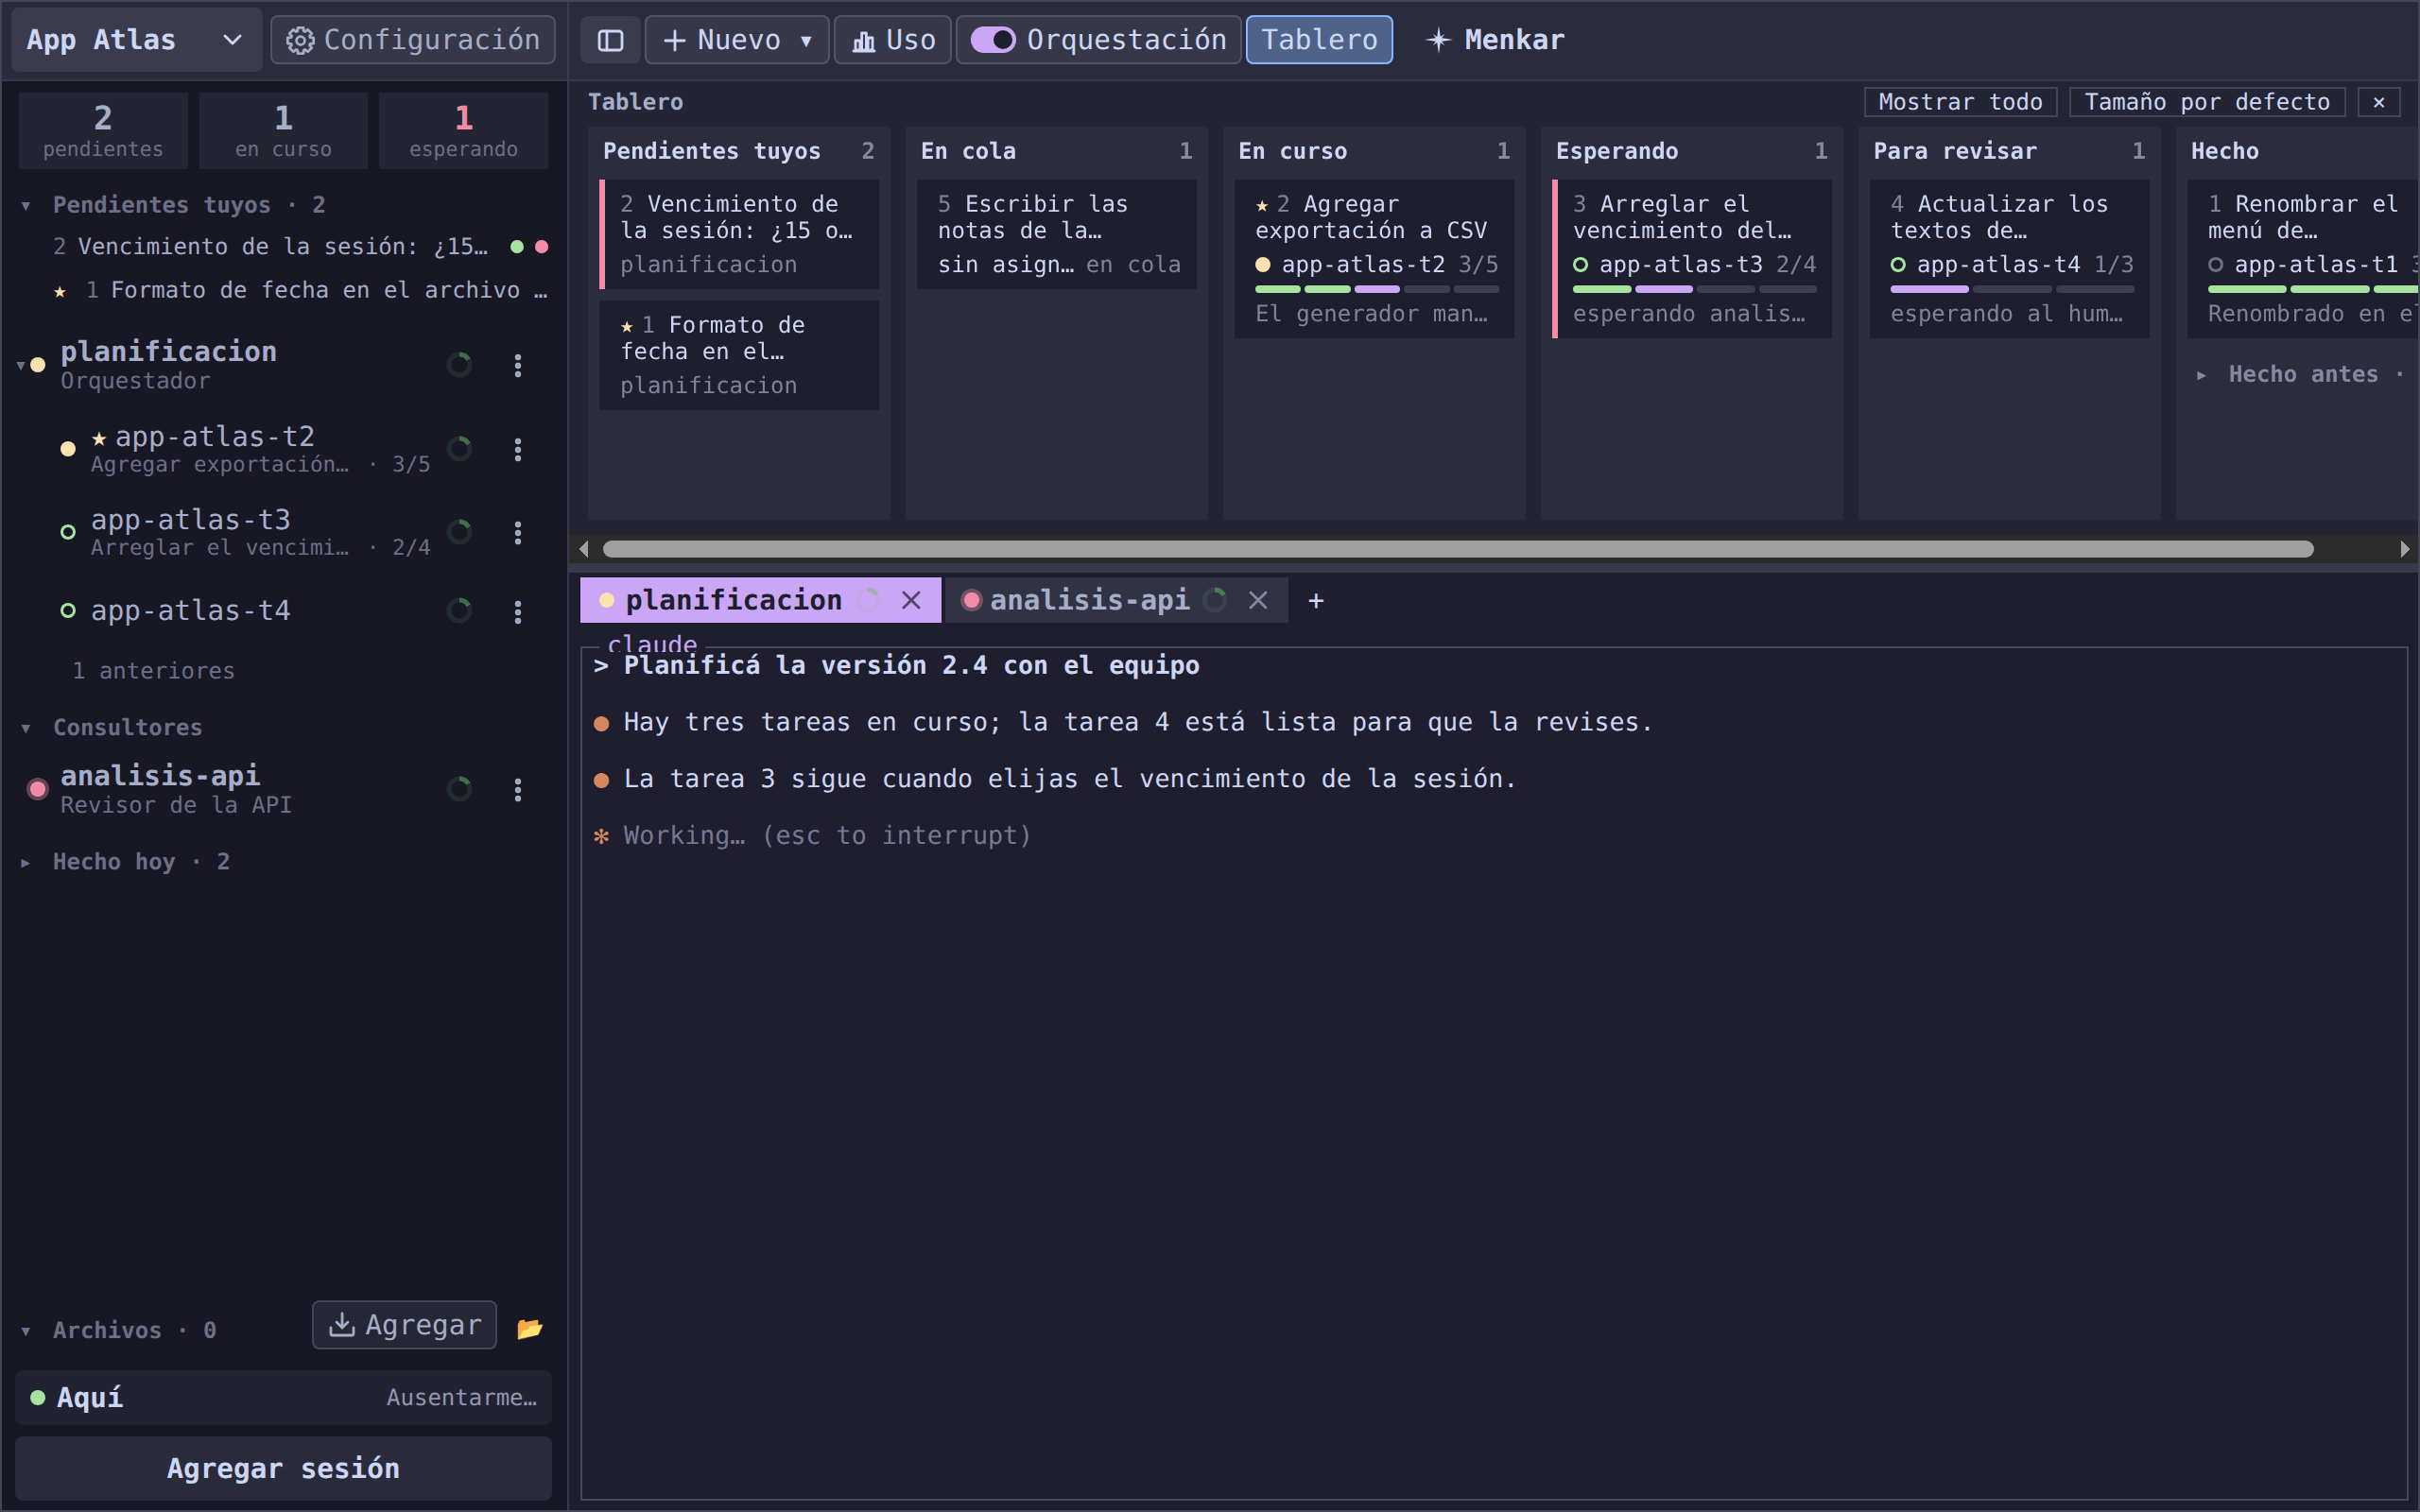 App Atlas
Configuración
Nuevo ▼
Uso
Orquestación
Tablero
Menkar
2
pendientes
1
en curso
1
esperando
▼ Pendientes tuyos · 2
2 Vencimiento de la sesión: ¿15…
★ 1 Formato de fecha en el archivo …
▼ planificacion
Orquestador
★ app-atlas-t2
Agregar exportación… · 3/5
app-atlas-t3
Arreglar el vencimi… · 2/4
app-atlas-t4
1 anteriores
▼ Consultores
analisis-api
Revisor de la API
▶ Hecho hoy · 2
▼ Archivos · 0
Agregar
Aquí
Ausentarme…
Agregar sesión
Tablero
Mostrar todo
Tamaño por defecto
×
Pendientes tuyos 2
2 Vencimiento de
la sesión: ¿15 o…
planificacion
★ 1 Formato de
fecha en el…
planificacion
En cola 1
5 Escribir las
notas de la…
sin asign… en cola
En curso 1
★ 2 Agregar
exportación a CSV
app-atlas-t2 3/5
El generador man…
Esperando 1
3 Arreglar el
vencimiento del…
app-atlas-t3 2/4
esperando analis…
Para revisar 1
4 Actualizar los
textos de…
app-atlas-t4 1/3
esperando al hum…
Hecho
1 Renombrar el
menú de…
app-atlas-t1
Renombrado en el
▶ Hecho antes ·
planificacion
analisis-api
+
claude
> Planificá la versión 2.4 con el equipo
● Hay tres tareas en curso; la tarea 4 está lista para que la revises.
● La tarea 3 sigue cuando elijas el vencimiento de la sesión.
✻ Working… (esc to interrupt)